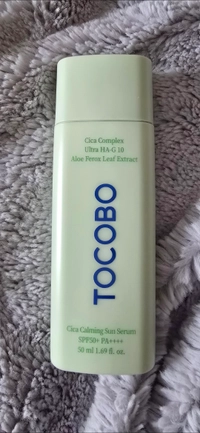 Cica Complex
Ultra HA-G 10
Aloe Ferox Leaf Extract
TOCOBO
Cica Calming Sun Serum
SPF50+ PA++++
50 ml 1.69 fl. oz.